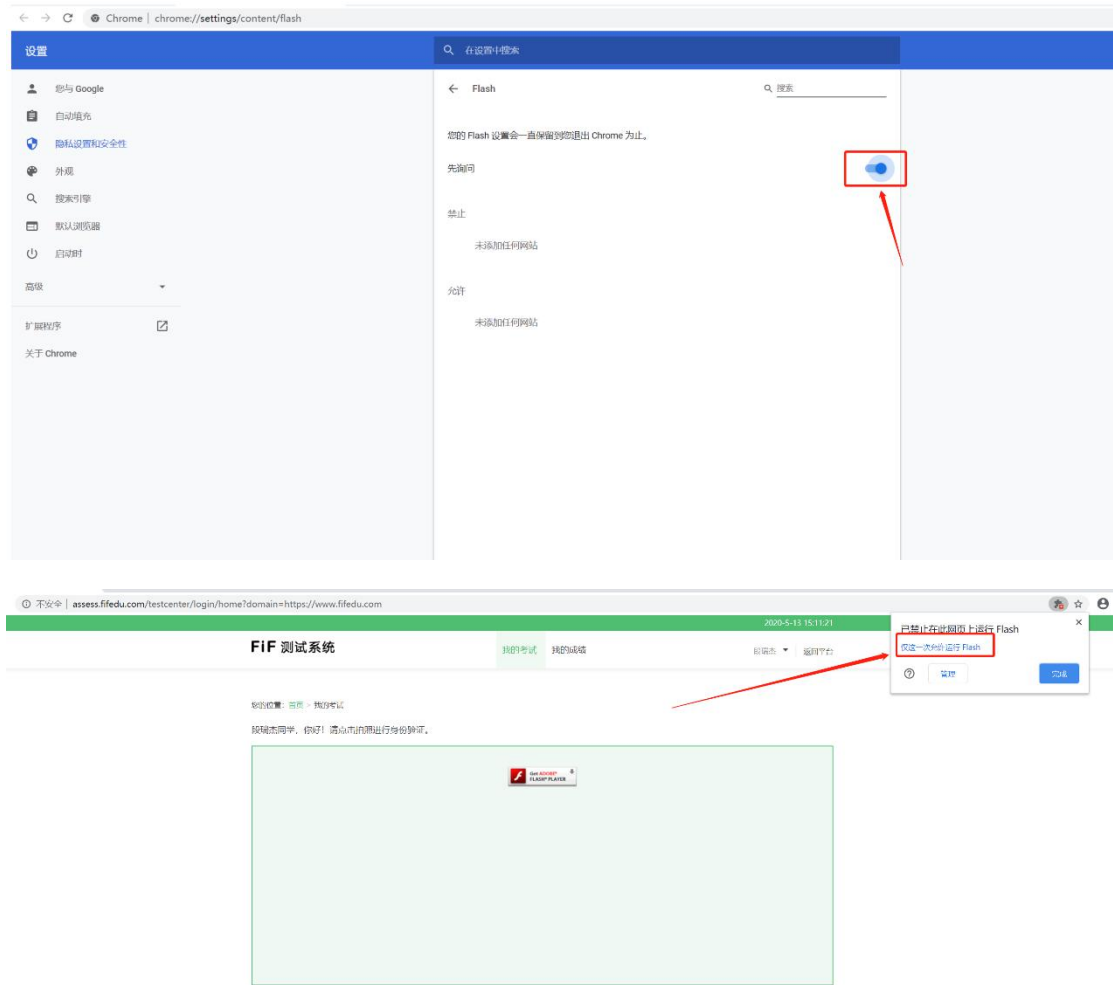 Chrome | chrome://settings/content/flash
设置
在设置中搜索
您与 Google
自动填充
隐私设置和安全性
外观
搜索引擎
默认浏览器
启动时
高级
扩展程序
关于 Chrome
Flash
搜索
您的 Flash 设置会一直保留到您退出 Chrome 为止。
先询问
禁止
未添加任何网站
允许
未添加任何网站
不安全 | assess.fifedu.com/testcenter/login/home?domain=https://www.fifedu.com
2020-5-13 15:11:21
FiF 测试系统
我的考试
我的成绩
段瑞杰
返回平台
已禁止在此网页上运行 Flash
仅这一次允许运行 Flash
管理
完成
您的位置: 首页 > 我的考试
段瑞杰同学, 你好! 请点击拍照进行身份验证。
Get ADOBE®
FLASH® PLAYER